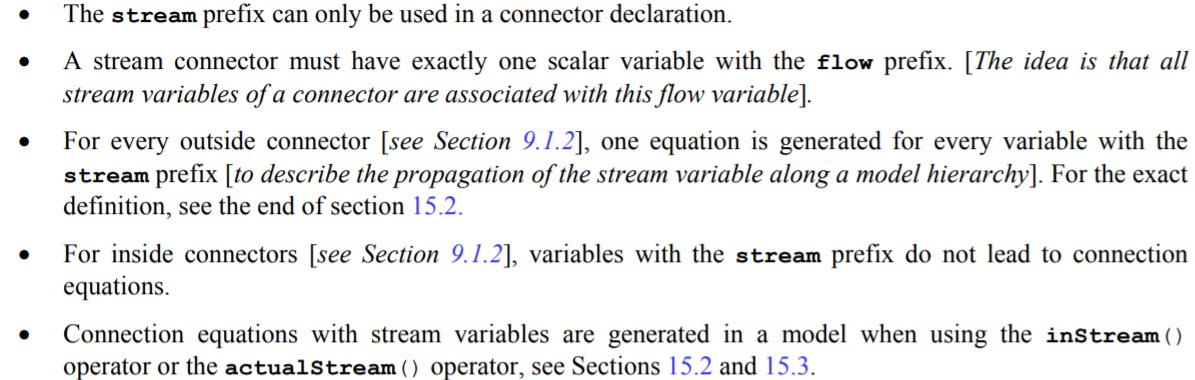 • The stream prefix can only be used in a connector declaration.
• A stream connector must have exactly one scalar variable with the flow prefix. [The idea is that all
stream variables of a connector are associated with this flow variable].
• For every outside connector [see Section 9.1.2], one equation is generated for every variable with the
stream prefix [to describe the propagation of the stream variable along a model hierarchy]. For the exact
definition, see the end of section 15.2.
• For inside connectors [see Section 9.1.2], variables with the stream prefix do not lead to connection
equations.
• Connection equations with stream variables are generated in a model when using the inStream()
operator or the actualStream() operator, see Sections 15.2 and 15.3.